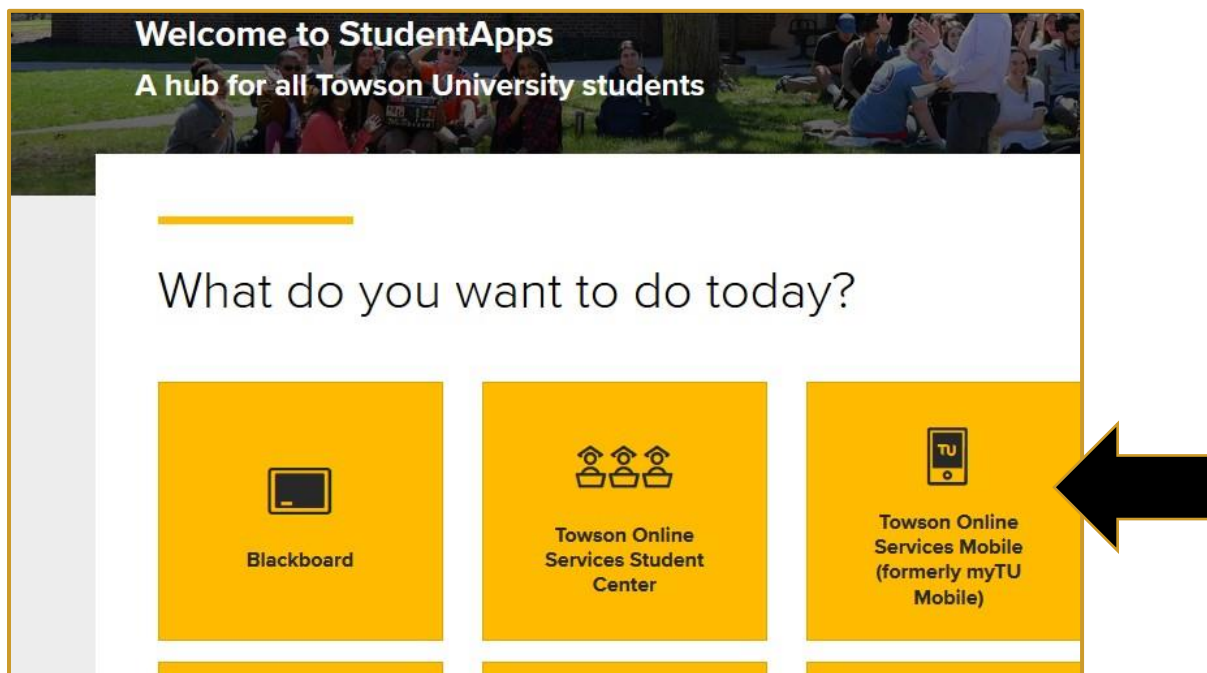 Welcome to StudentApps
A hub for all Towson University students
What do you want to do today?
Blackboard
Towson Online
Services Student
Center
TU
Towson Online
Services Mobile
(formerly myTU
Mobile)